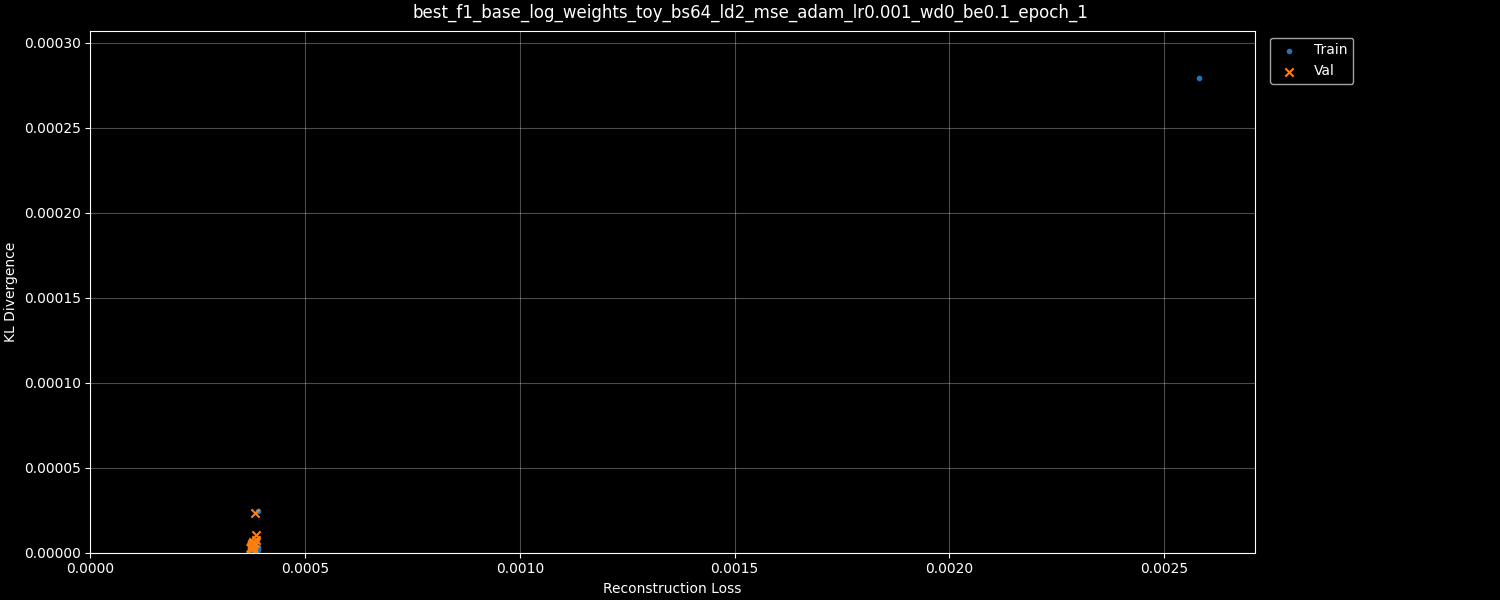 best_f1_base_log_weights_toy_bs64_ld2_mse_adam_lr0.001_wd0_be0.1_epoch_1
Train
Val
KL Divergence
0.00030
0.00025
0.00020
0.00015
0.00010
0.00005
0.00000
0.0000 0.0005 0.0010 0.0015 0.0020 0.0025
Reconstruction Loss